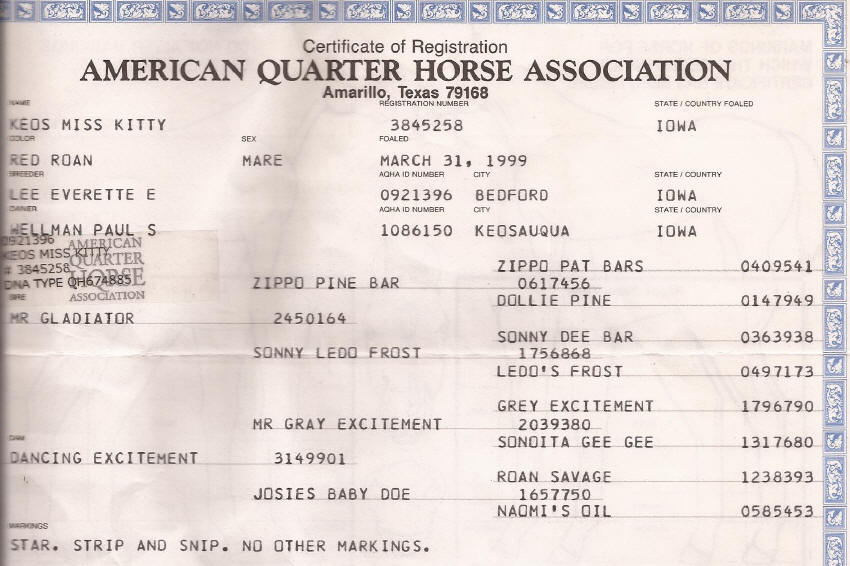 Certificate of Registration
AMERICAN QUARTER HORSE ASSOCIATION
Amarillo, Texas 79168
NAME REGISTRATION NUMBER STATE / COUNTRY FOALED
KEOS MISS KITTY 3845258 IOWA
COLOR SEX FOALED
RED ROAN MARE MARCH 31, 1999
BREEDER AQHA ID NUMBER CITY STATE / COUNTRY
LEE EVERETTE E 0921396 BEDFORD IOWA
OWNER AQHA ID NUMBER CITY STATE / COUNTRY
WELLMAN PAUL S 1086150 KEOSAUQUA IOWA
0921396
KEOS MISS KITTY
# 3845258
DNA TYPE QH674885
AMERICAN
QUARTER
HORSE
ASSOCIATION
ZIPPO PAT BARS 0409541
ZIPPO PINE BAR 0617456
DOLLIE PINE 0147949
SIRE
MR GLADIATOR 2450164
SONNY DEE BAR 0363938
SONNY LEDO FROST 1756868
LEDO'S FROST 0497173
GREY EXCITEMENT 1796790
MR GRAY EXCITEMENT 2039380
SONOITA GEE GEE 1317680
DAM
DANCING EXCITEMENT 3149901
ROAN SAVAGE 1238393
JOSIES BABY DOE 1657750
NAOMI'S OIL 0585453
MARKINGS
STAR. STRIP AND SNIP. NO OTHER MARKINGS.